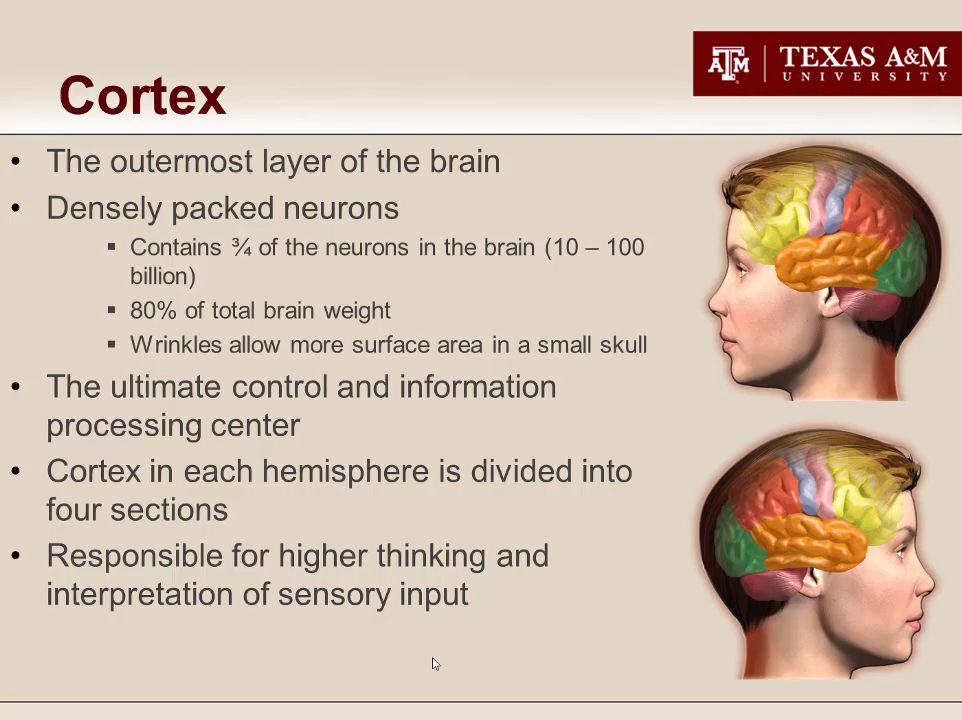 Cortex
ATM
TEXAS A&M
UNIVERSITY
• The outermost layer of the brain
• Densely packed neurons
▪ Contains ¾ of the neurons in the brain (10 – 100
billion)
▪ 80% of total brain weight
▪ Wrinkles allow more surface area in a small skull
• The ultimate control and information
processing center
• Cortex in each hemisphere is divided into
four sections
• Responsible for higher thinking and
interpretation of sensory input